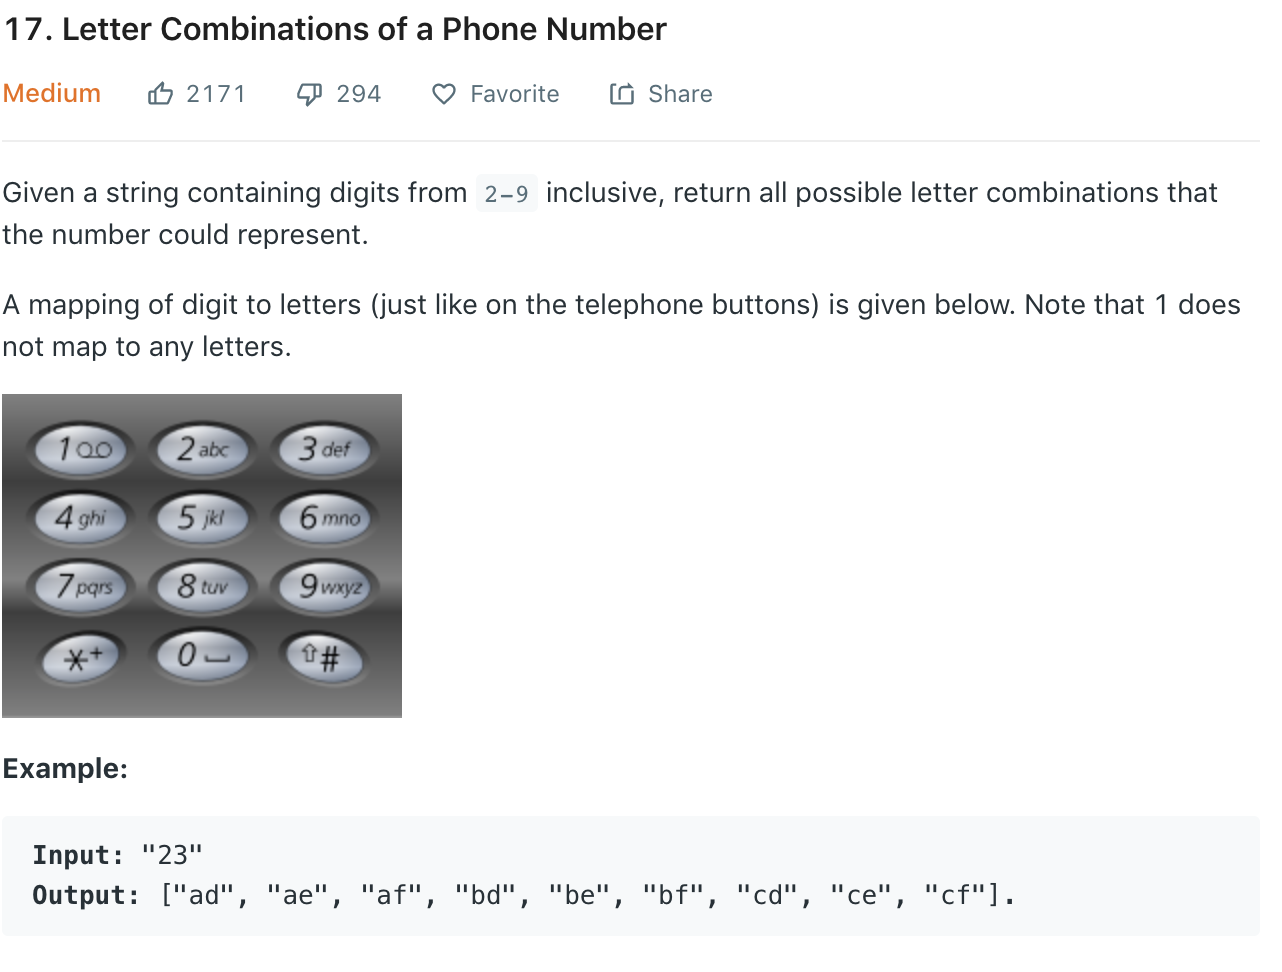 17. Letter Combinations of a Phone Number
Medium 2171 294 Favorite Share
Given a string containing digits from 2-9 inclusive, return all possible letter combinations that
the number could represent.
A mapping of digit to letters (just like on the telephone buttons) is given below. Note that 1 does
not map to any letters.
1 2 abc 3 def
4 ghi 5 jkl 6 mno
7 pqrs 8 tuv 9 wxyz
*+ 0 #
Example:
Input: "23"
Output: ["ad", "ae", "af", "bd", "be", "bf", "cd", "ce", "cf"].